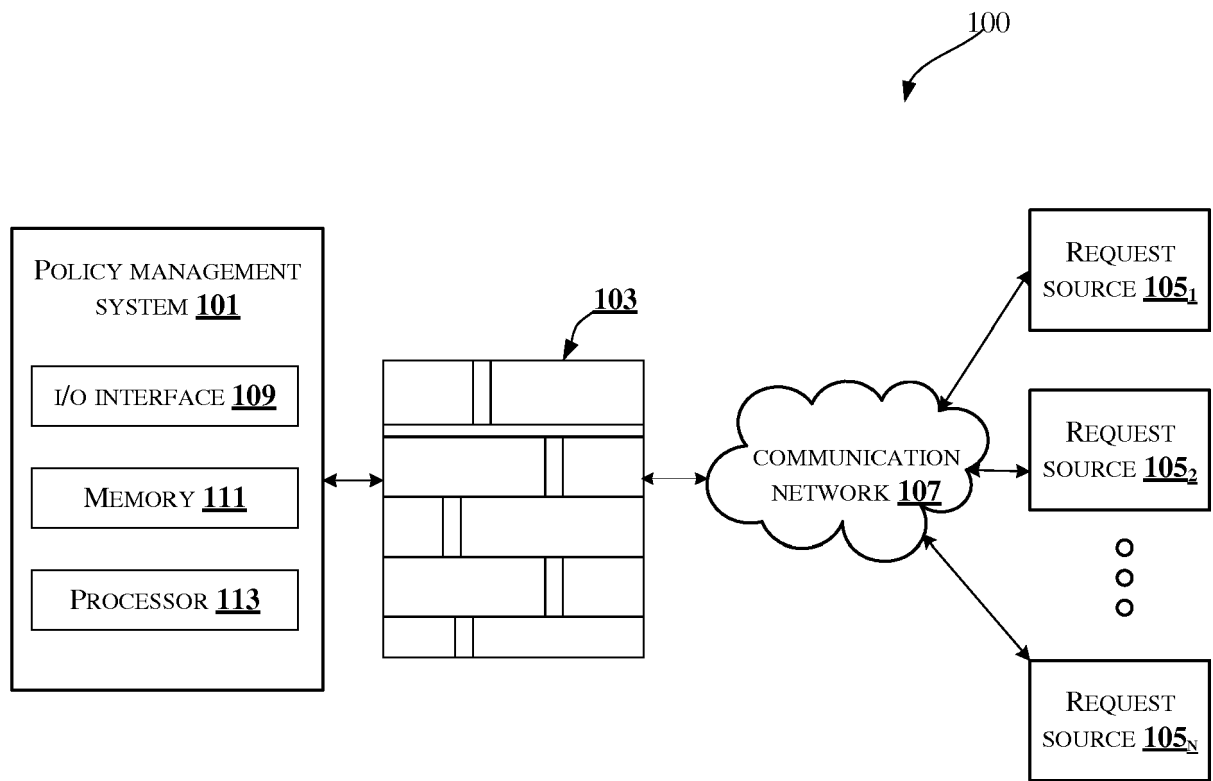 100
POLICY MANAGEMENT
SYSTEM 101
I/O INTERFACE 109
MEMORY 111
PROCESSOR 113
103
COMMUNICATION
NETWORK 107
REQUEST
SOURCE 105₁
REQUEST
SOURCE 105₂
REQUEST
SOURCE 105ₙ